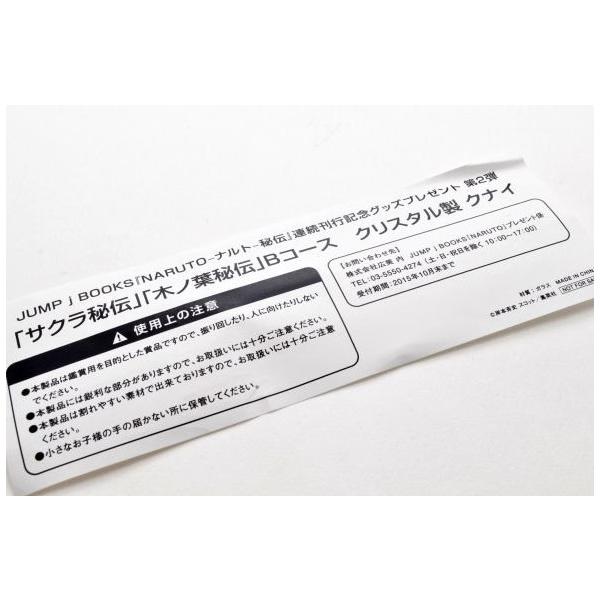 JUMP j BOOKS『NARUTO-ナルト-秘伝』連続刊行記念グッズプレゼント 第2弾
「サクラ秘伝」「木ノ葉秘伝」Bコース クリスタル製 クナイ
使用上の注意
●本製品は鑑賞用を目的とした賞品ですので、振り回したり、人に向けたりしない
でください。
●本製品には鋭利な部分がありますので、お取扱いには十分ご注意ください。
●本製品は割れやすい素材で出来ておりますので、お取扱いには十分ご注意
ください。
●小さなお子様の手の届かない所に保管してください。
【お問い合わせ先】
株式会社広美 内 JUMP j BOOKS『NARUTO』プレゼント係
TEL:03-5550-4274 (土・日・祝日を除く 10:00〜17:00)
受付期間:2015年10月末まで
材質:ガラス MADE IN CHINA
©岸本斉史 スコット/集英社 NOT FOR SA